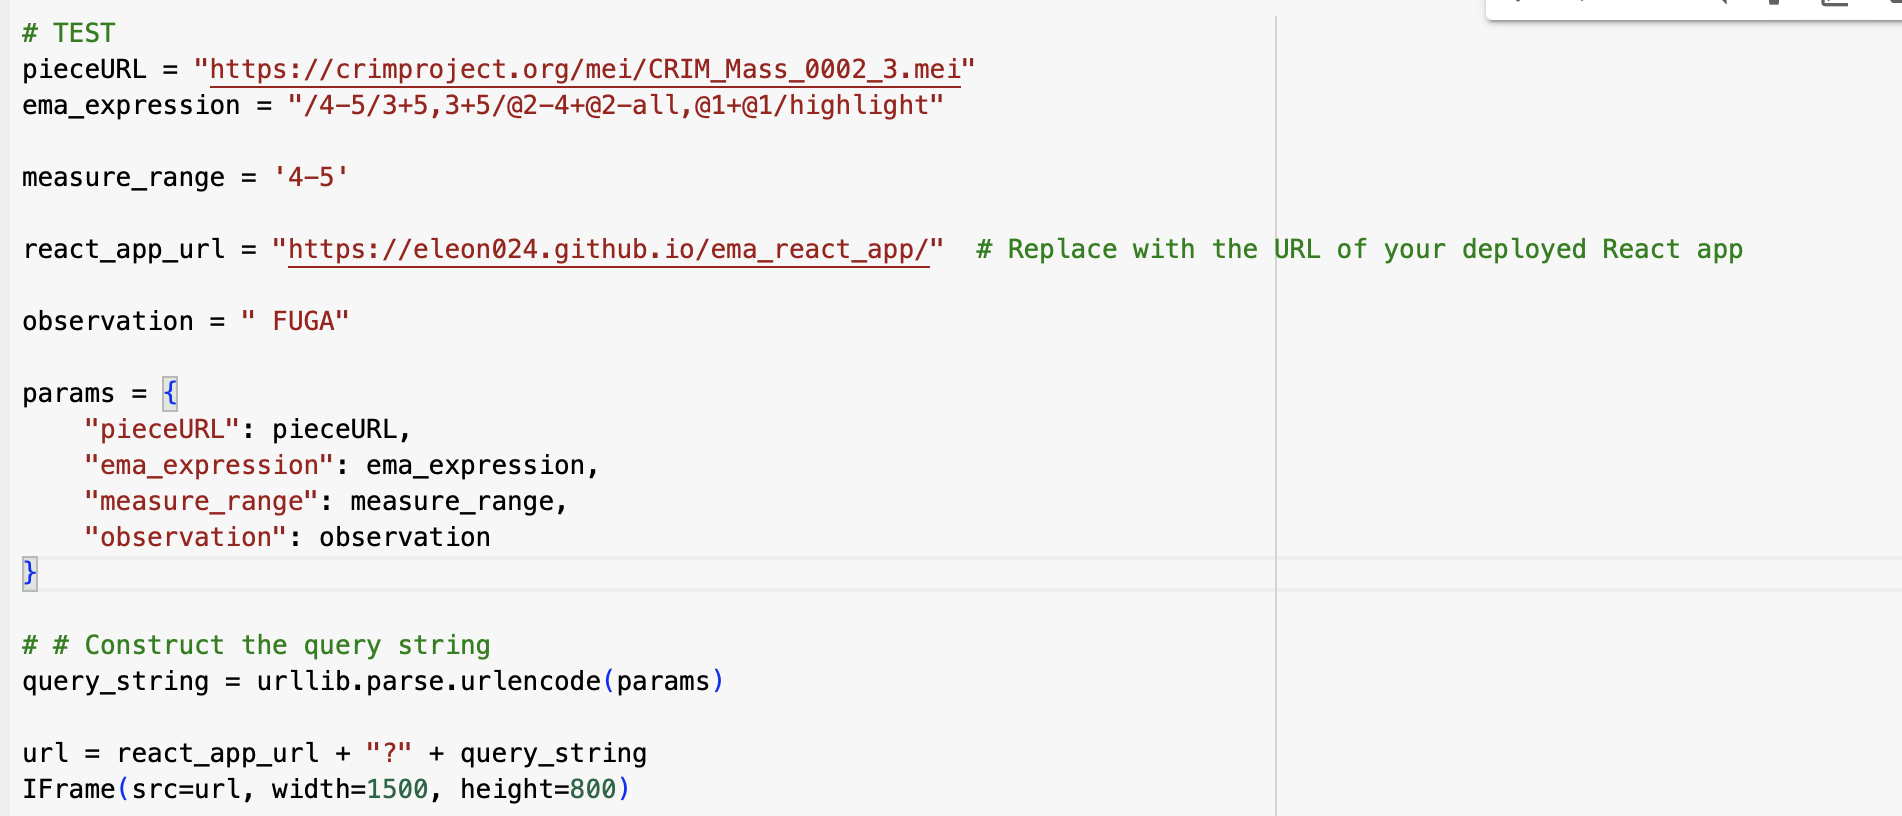 # TEST
pieceURL = "https://crimproject.org/mei/CRIM_Mass_0002_3.mei"
ema_expression = "/4-5/3+5,3+5/@2-4+@2-all,@1+@1/highlight"
measure_range = '4-5'
react_app_url = "https://eleon024.github.io/ema_react_app/"  # Replace with the URL of your deployed React app
observation = " FUGA"
params = {
    "pieceURL": pieceURL,
    "ema_expression": ema_expression,
    "measure_range": measure_range,
    "observation": observation
}
# # Construct the query string
query_string = urllib.parse.urlencode(params)
url = react_app_url + "?" + query_string
IFrame(src=url, width=1500, height=800)